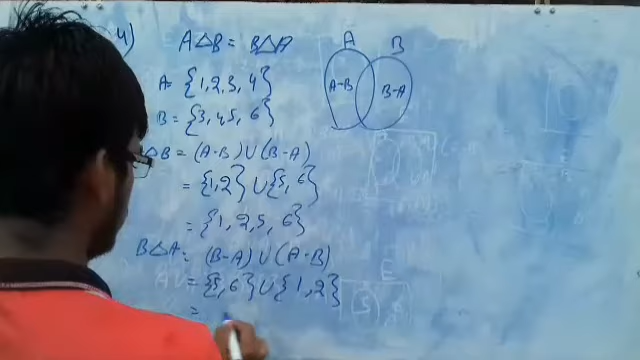 4) A△B = B△A
A= {1,2,3,4}
B= {3,4,5,6}
△B = (A-B)∪(B-A)
= {1,2}∪{5,6}
= {1,2,5,6}
B△A= (B-A)∪(A-B)
= {5,6}∪{1,2}
=
A B
A-B B-A
E